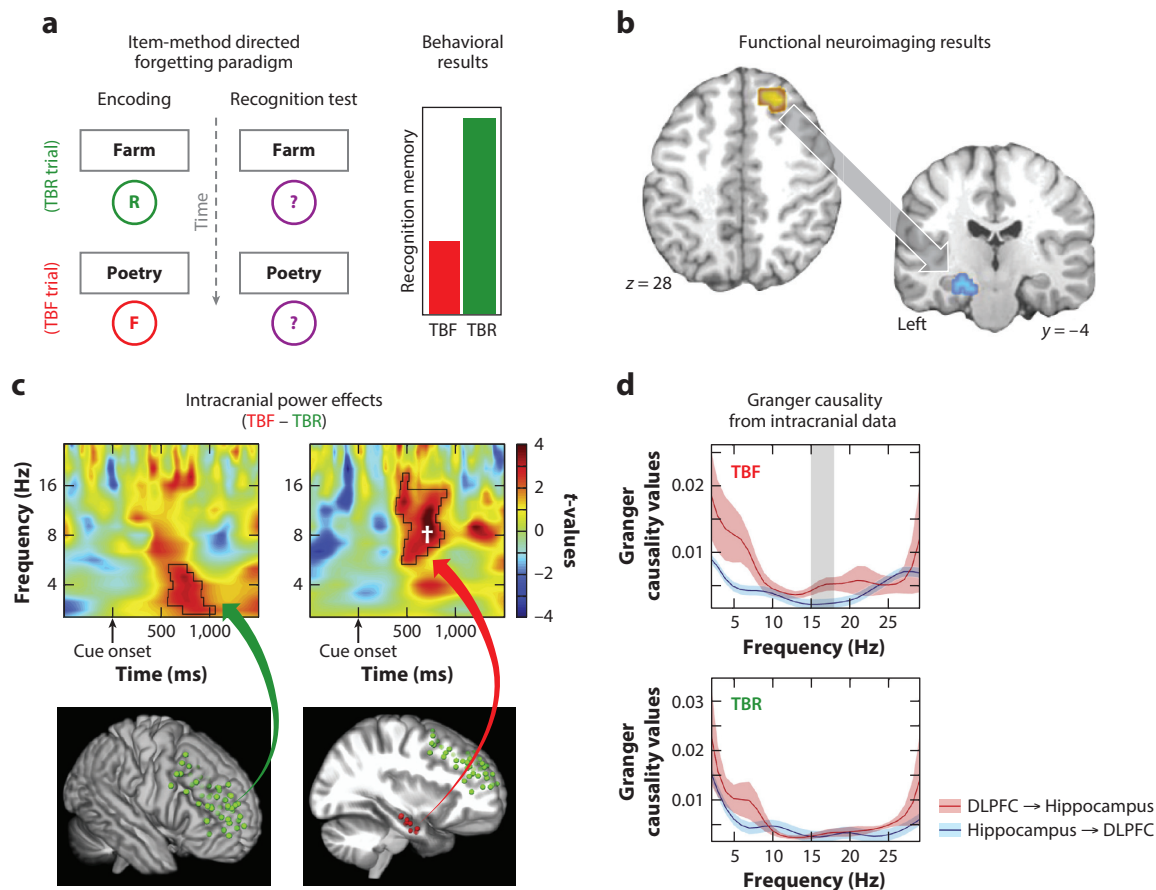 a
Item-method directed
forgetting paradigm
Behavioral
results
Encoding
Recognition test
(TBR trial)
Farm
R
Farm
?
Time
(TBF trial)
Poetry
F
Poetry
?
Recognition memory
TBF TBR
b
Functional neuroimaging results
z = 28
Left
y = –4
c
Intracranial power effects
(TBF – TBR)
Frequency (Hz)
16
8
4
500 1,000
Cue onset
Time (ms)
†
500 1,000
Cue onset
Time (ms)
4
2
0
–2
–4
t-values
d
Granger causality
from intracranial data
TBF
Granger
causality values
0.02
0.01
5 10 15 20 25
Frequency (Hz)
TBR
Granger
causality values
0.03
0.02
0.01
5 10 15 20 25
Frequency (Hz)
DLPFC → Hippocampus
Hippocampus → DLPFC